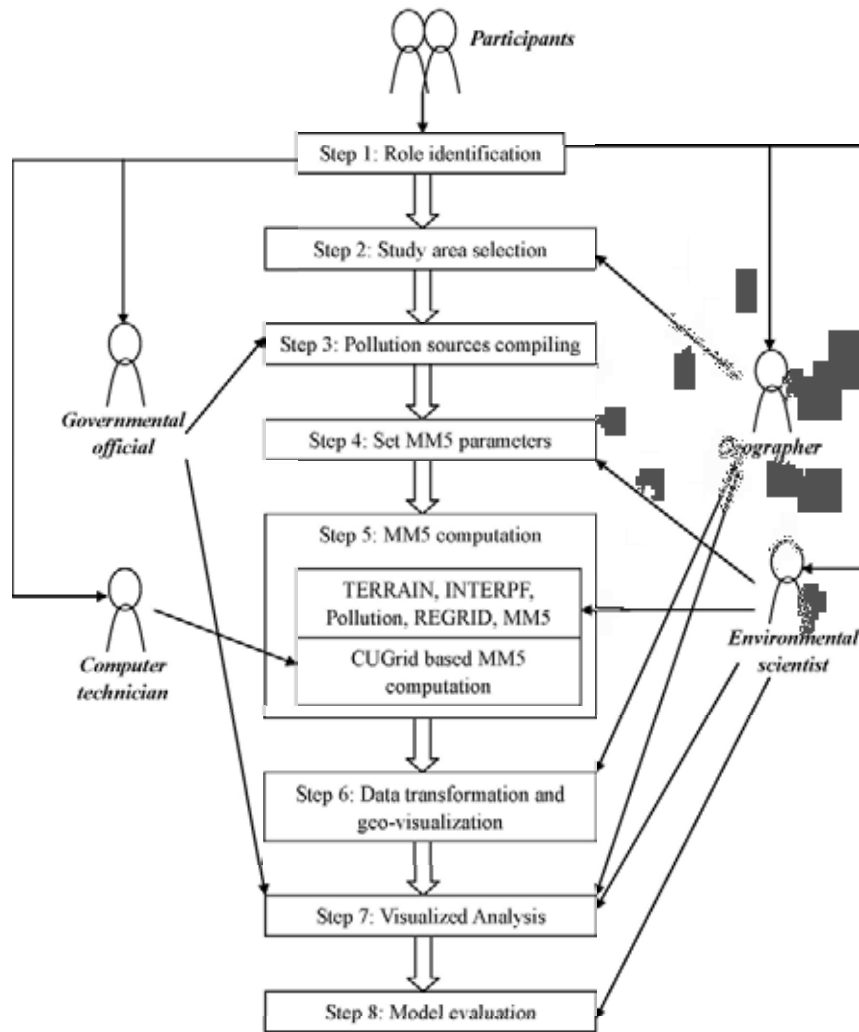 Participants
Step 1: Role identification
Step 2: Study area selection
Step 3: Pollution sources compiling
Governmental
official
Step 4: Set MM5 parameters
Step 5: MM5 computation
TERRAIN, INTERPF,
Pollution, REGRID, MM5
CUGrid based MM5
computation
Computer
technician
Environmental
scientist
Step 6: Data transformation and
geo-visualization
Step 7: Visualized Analysis
Step 8: Model evaluation